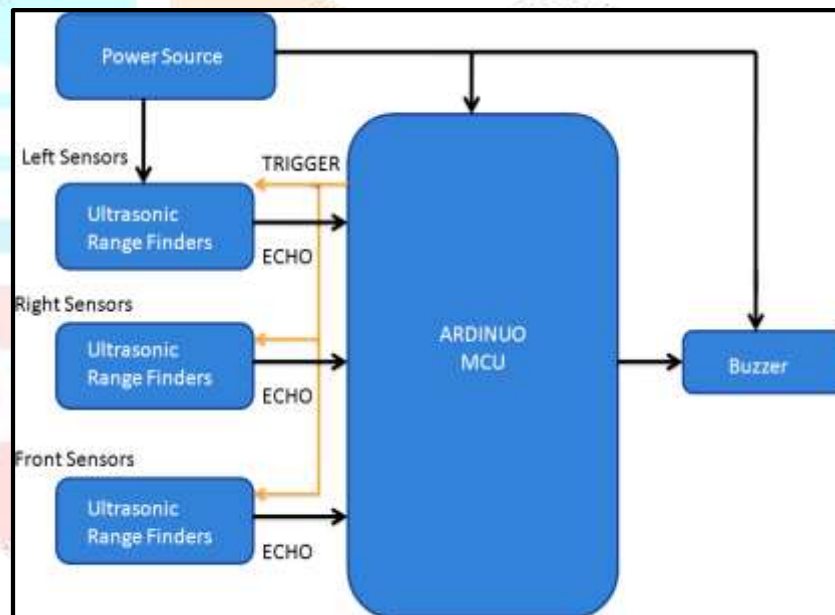 Power Source
Left Sensors
TRIGGER
Ultrasonic
Range Finders
ECHO
Right Sensors
Ultrasonic
Range Finders
ECHO
ARDINUO
MCU
Buzzer
Front Sensors
Ultrasonic
Range Finders
ECHO